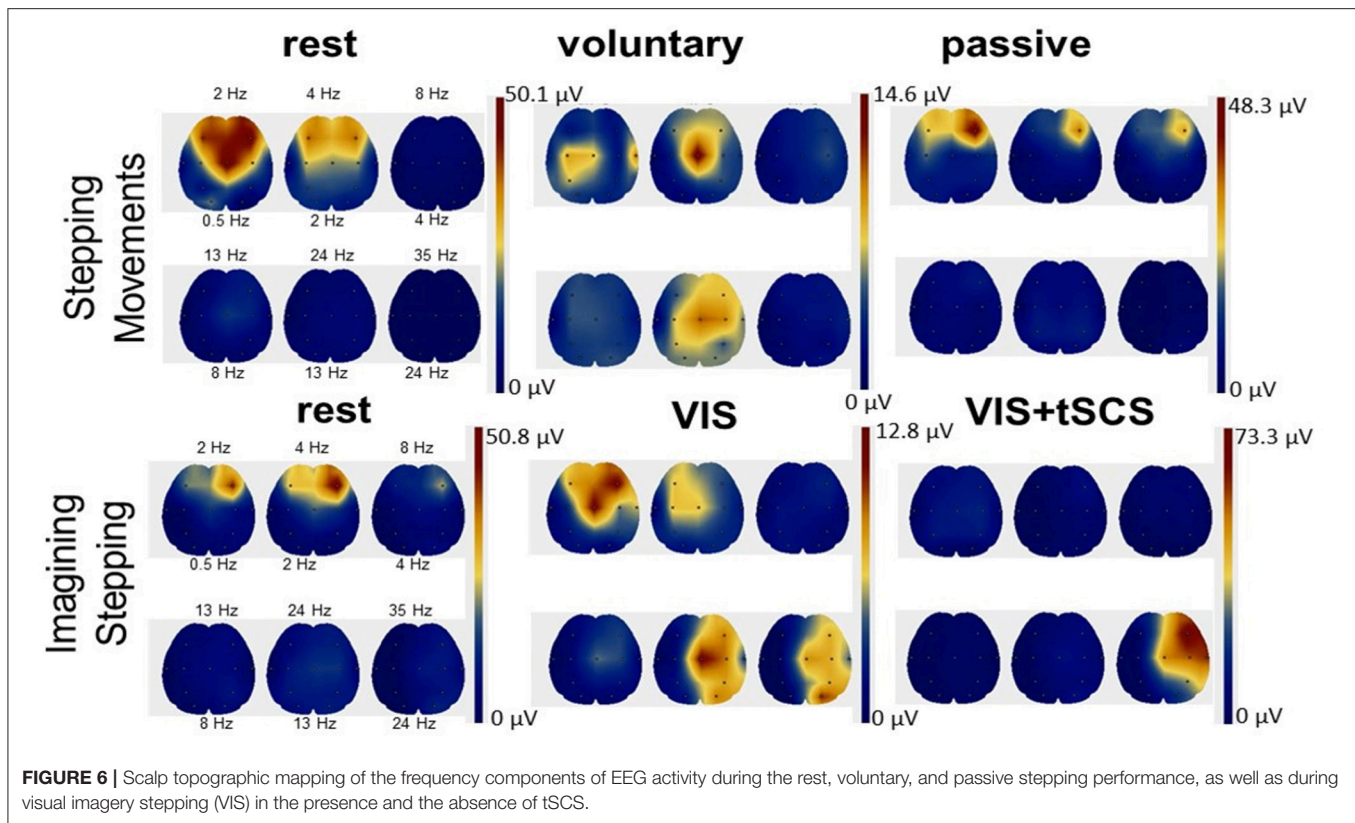 rest voluntary passive
2 Hz 4 Hz 8 Hz
50.1 µV 14.6 µV 48.3 µV
Stepping
Movements
0.5 Hz 2 Hz 4 Hz
13 Hz 24 Hz 35 Hz
8 Hz 13 Hz 24 Hz
0 µV 0 µV 0 µV
rest VIS VIS+tSCS
50.8 µV 12.8 µV 73.3 µV
2 Hz 4 Hz 8 Hz
Imagining
Stepping
0.5 Hz 2 Hz 4 Hz
13 Hz 24 Hz 35 Hz
8 Hz 13 Hz 24 Hz
0 µV 0 µV 0 µV
FIGURE 6 | Scalp topographic mapping of the frequency components of EEG activity during the rest, voluntary, and passive stepping performance, as well as during
visual imagery stepping (VIS) in the presence and the absence of tSCS.